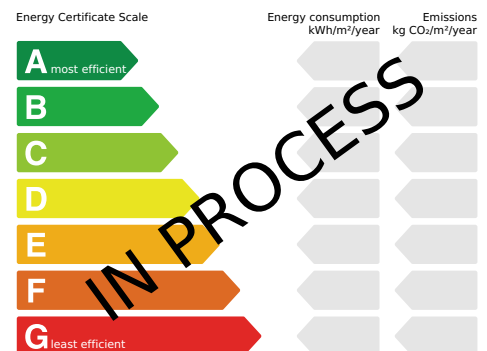 Energy Certificate Scale
Energy consumption
kWh/m²/year
Emissions
kg CO₂/m²/year
A most efficient
B
C
D
E
F
G least efficient
IN PROCESS